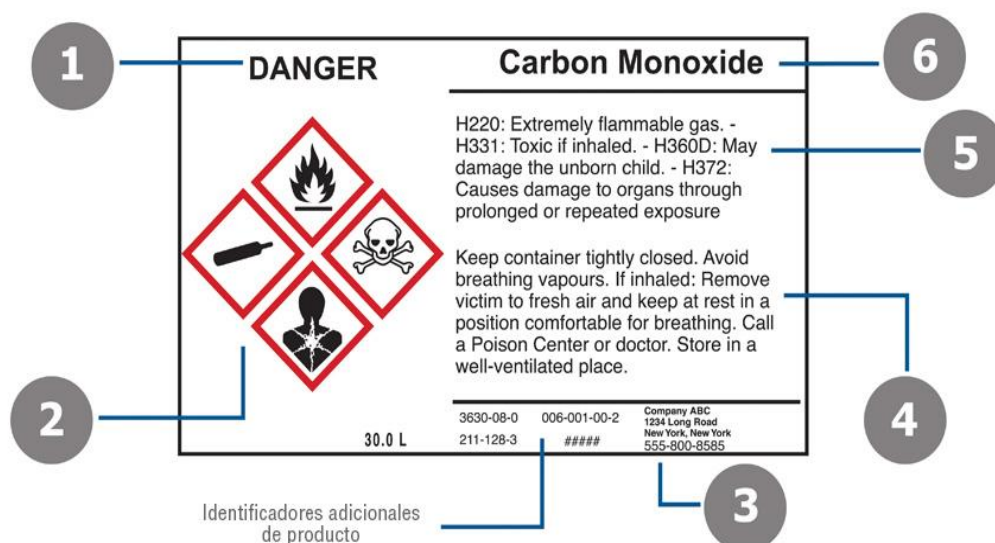 1
DANGER
Carbon Monoxide
6
H220: Extremely flammable gas. -
H331: Toxic if inhaled. - H360D: May
damage the unborn child. - H372:
Causes damage to organs through
prolonged or repeated exposure
5
Keep container tightly closed. Avoid
breathing vapours. If inhaled: Remove
victim to fresh air and keep at rest in a
position comfortable for breathing. Call
a Poison Center or doctor. Store in a
well-ventilated place.
4
2
30.0 L
3630-08-0 006-001-00-2
211-128-3 #####
Company ABC
1234 Long Road
New York, New York
555-800-8585
3
Identificadores adicionales
de producto